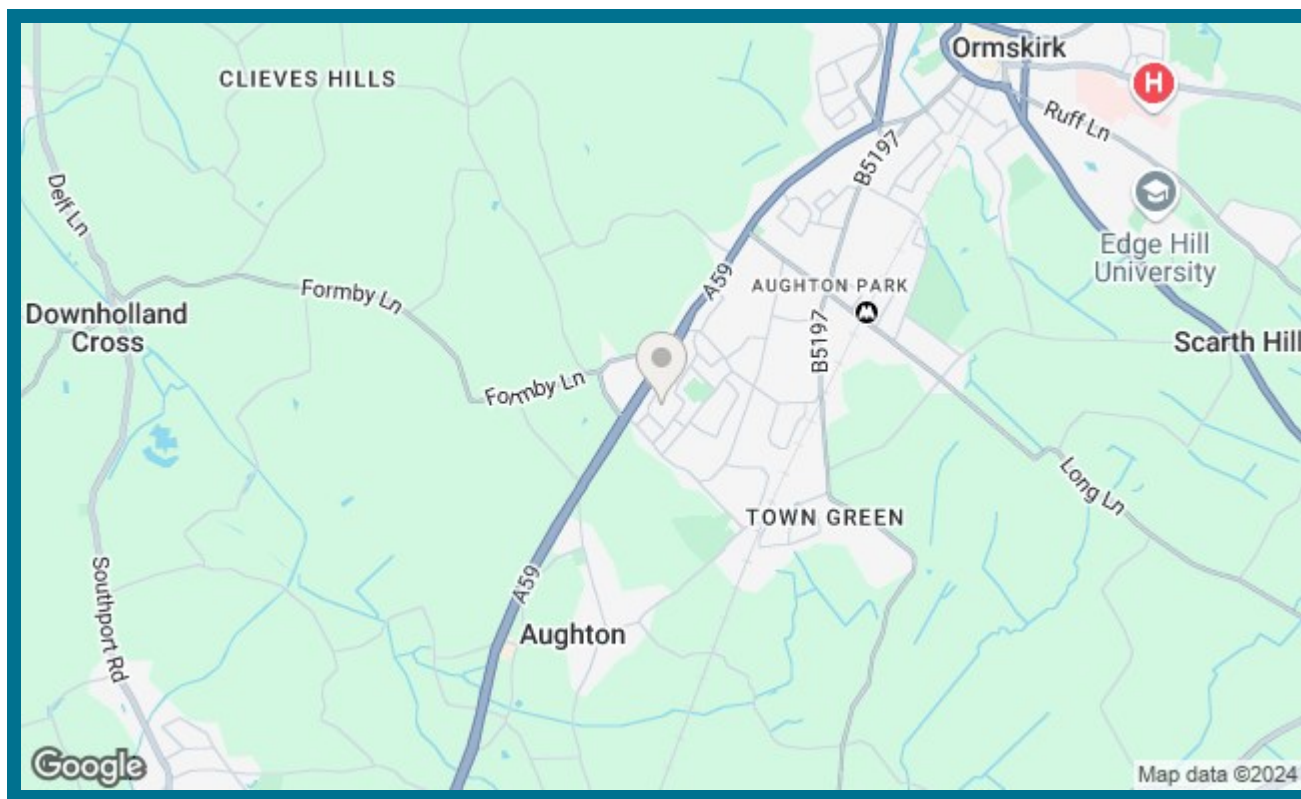 Ormskirk
CLIEVES HILLS
H
Ruff Ln
B5197
Delf Ln
Edge Hill
University
A59
AUGHTON PARK
Formby Ln
Downholland
Cross
B5197
Scarth Hill
Formby Ln
Long Ln
TOWN GREEN
A59
Southport Rd
Aughton
Google
Map data ©2024